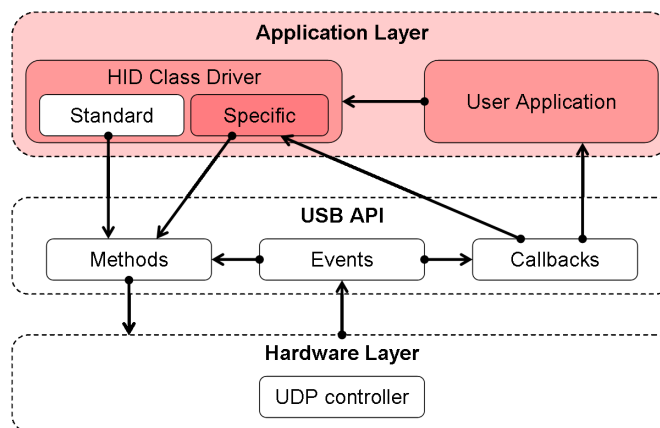 Application Layer
HID Class Driver
Standard
Specific
User Application
USB API
Methods
Events
Callbacks
Hardware Layer
UDP controller